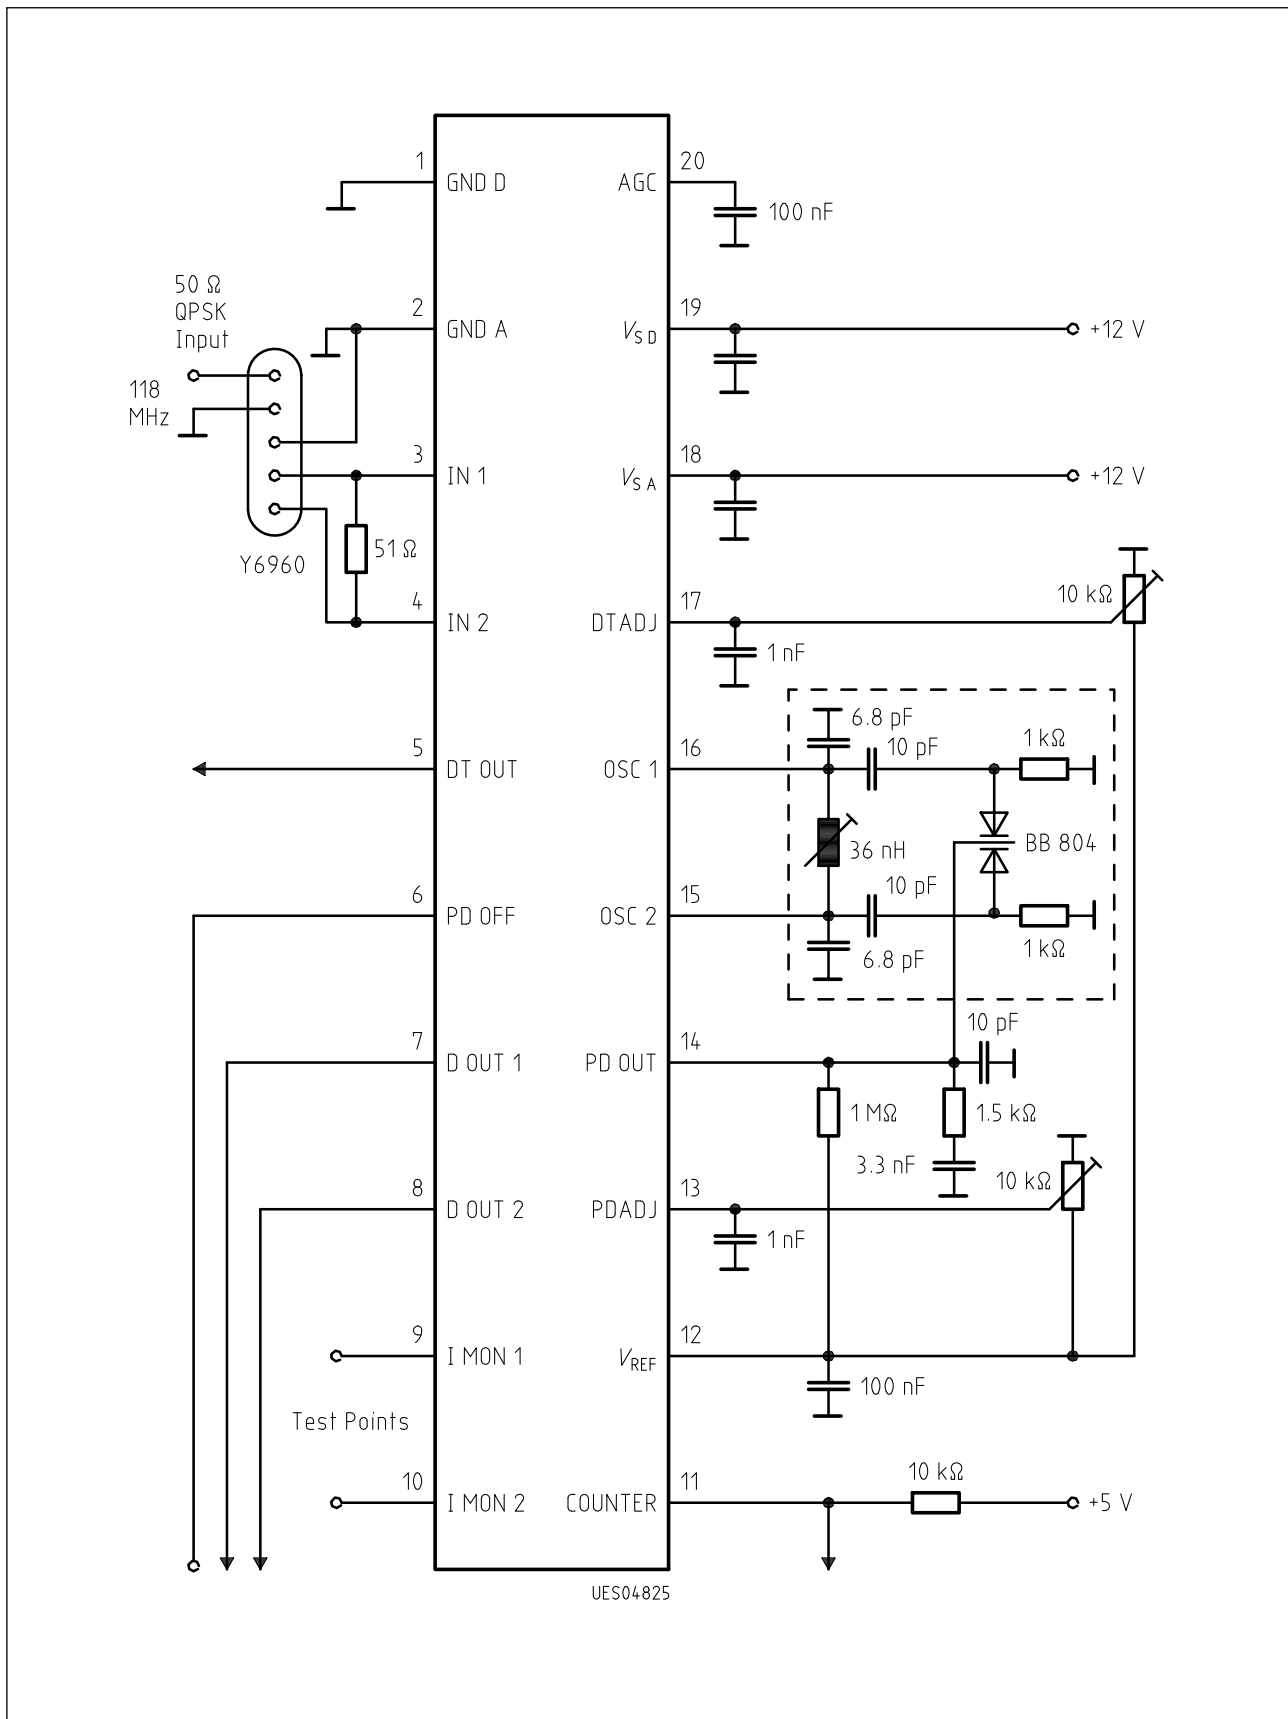 1
GND D
AGC
20
100 nF
50 Ω
QPSK
Input
118
MHz
2
GND A
V_SD
19
+12 V
3
IN 1
V_SA
18
+12 V
Y6960
51 Ω
4
IN 2
DTADJ
17
10 kΩ
1 nF
5
DT OUT
OSC 1
16
6.8 pF
10 pF
1 kΩ
36 nH
BB 804
6
PD OFF
OSC 2
15
10 pF
6.8 pF
1 kΩ
7
D OUT 1
PD OUT
14
10 pF
1 MΩ
1.5 kΩ
3.3 nF
8
D OUT 2
PDADJ
13
10 kΩ
1 nF
9
I MON 1
V_REF
12
100 nF
Test Points
10
I MON 2
COUNTER
11
10 kΩ
+5 V
UES04825